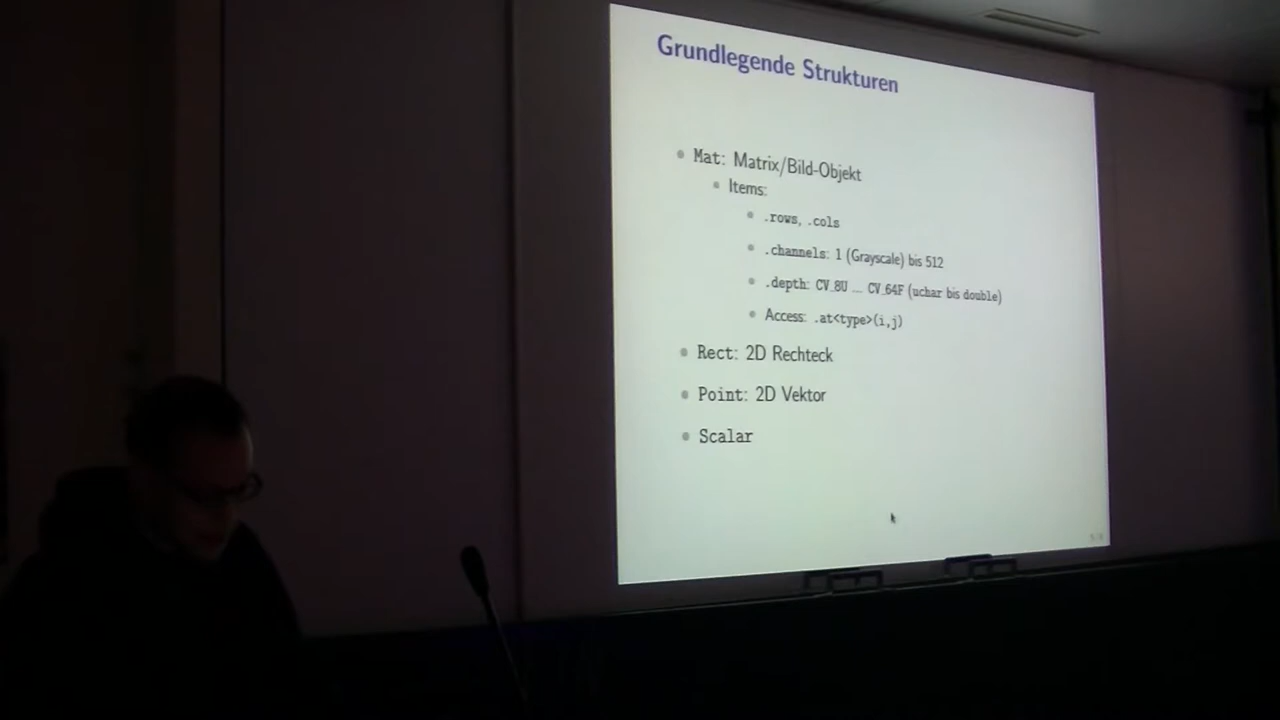 Grundlegende Strukturen
Mat: Matrix/Bild-Objekt
Items:
.rows, .cols
.channels: 1 (Grayscale) bis 512
.depth: CV_8U ... CV_64F (uchar bis double)
Access: .at<type>(i,j)
Rect: 2D Rechteck
Point: 2D Vektor
Scalar